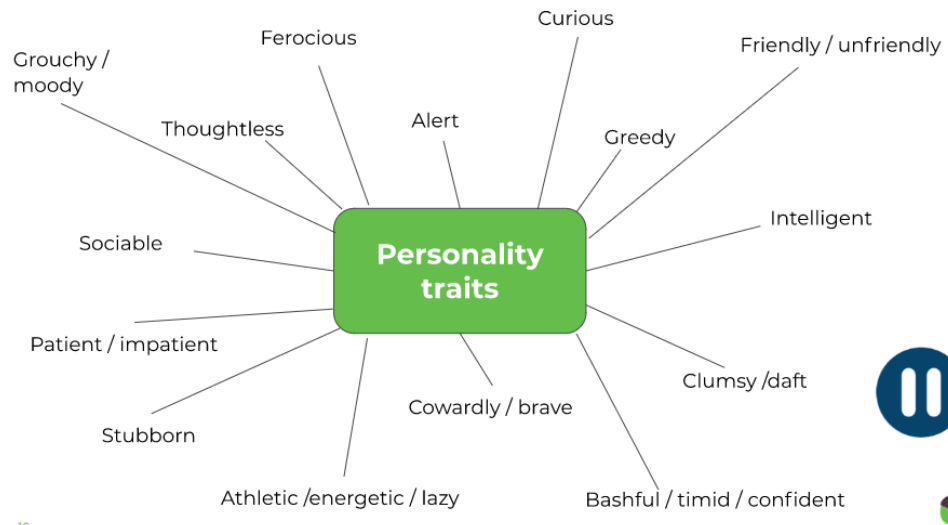 Curious
Ferocious
Friendly / unfriendly
Grouchy /
moody
Alert
Thoughtless
Greedy
Intelligent
Sociable
Personality
traits
Patient / impatient
Clumsy /daft
Cowardly / brave
Stubborn
Athletic /energetic / lazy
Bashful / timid / confident